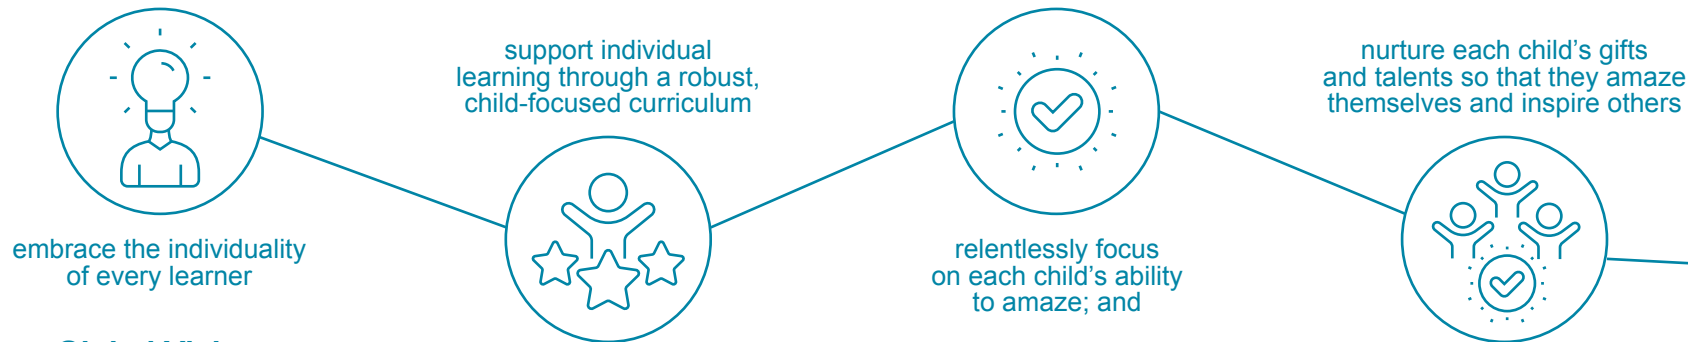 embrace the individuality
of every learner
support individual
learning through a robust,
child-focused curriculum
relentlessly focus
on each child's ability
to amaze; and
nurture each child's gifts
and talents so that they amaze
themselves and inspire others